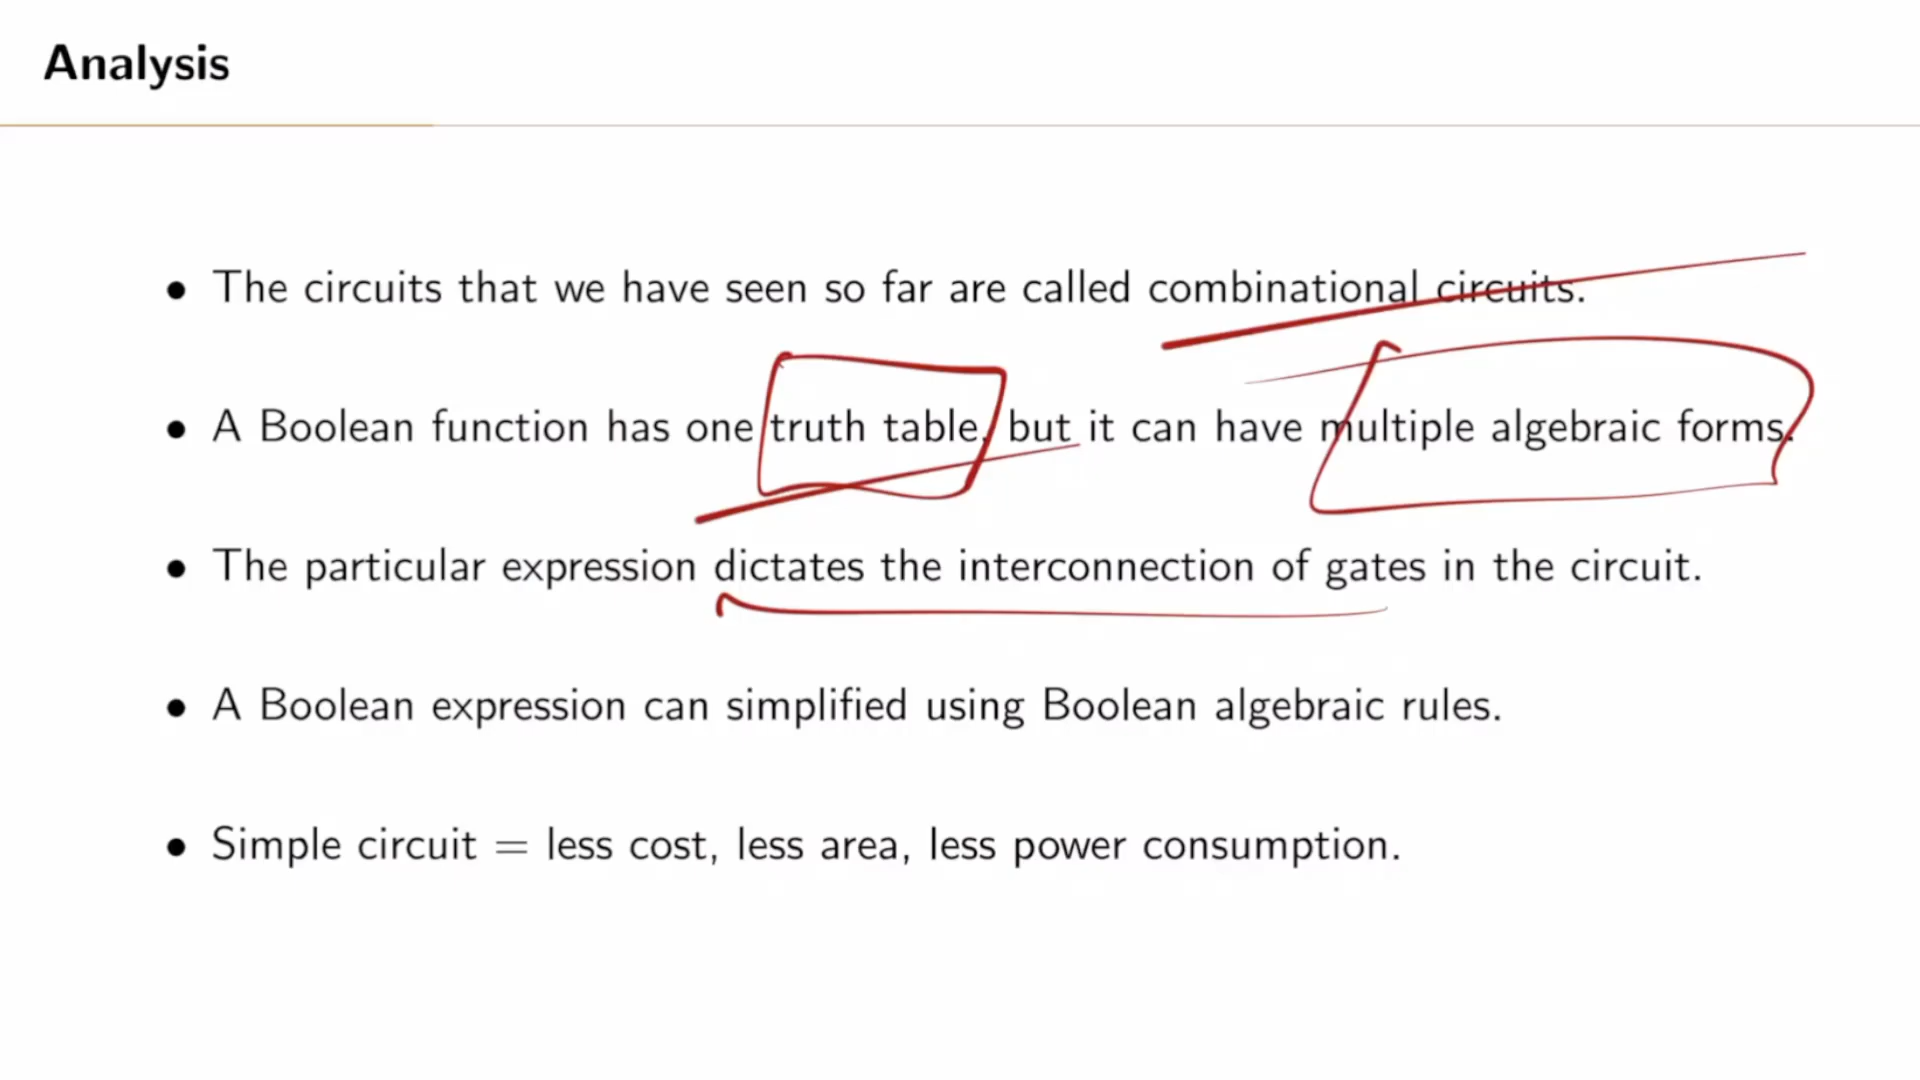 Analysis
• The circuits that we have seen so far are called combinational circuits.
• A Boolean function has one truth table, but it can have multiple algebraic forms.
• The particular expression dictates the interconnection of gates in the circuit.
• A Boolean expression can simplified using Boolean algebraic rules.
• Simple circuit = less cost, less area, less power consumption.